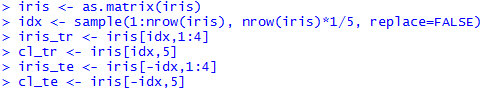 > iris <- as.matrix(iris)
> idx <- sample(1:nrow(iris), nrow(iris)*1/5, replace=FALSE)
> iris_tr <- iris[idx,1:4]
> cl_tr <- iris[idx,5]
> iris_te <- iris[-idx,1:4]
> cl_te <- iris[-idx,5]